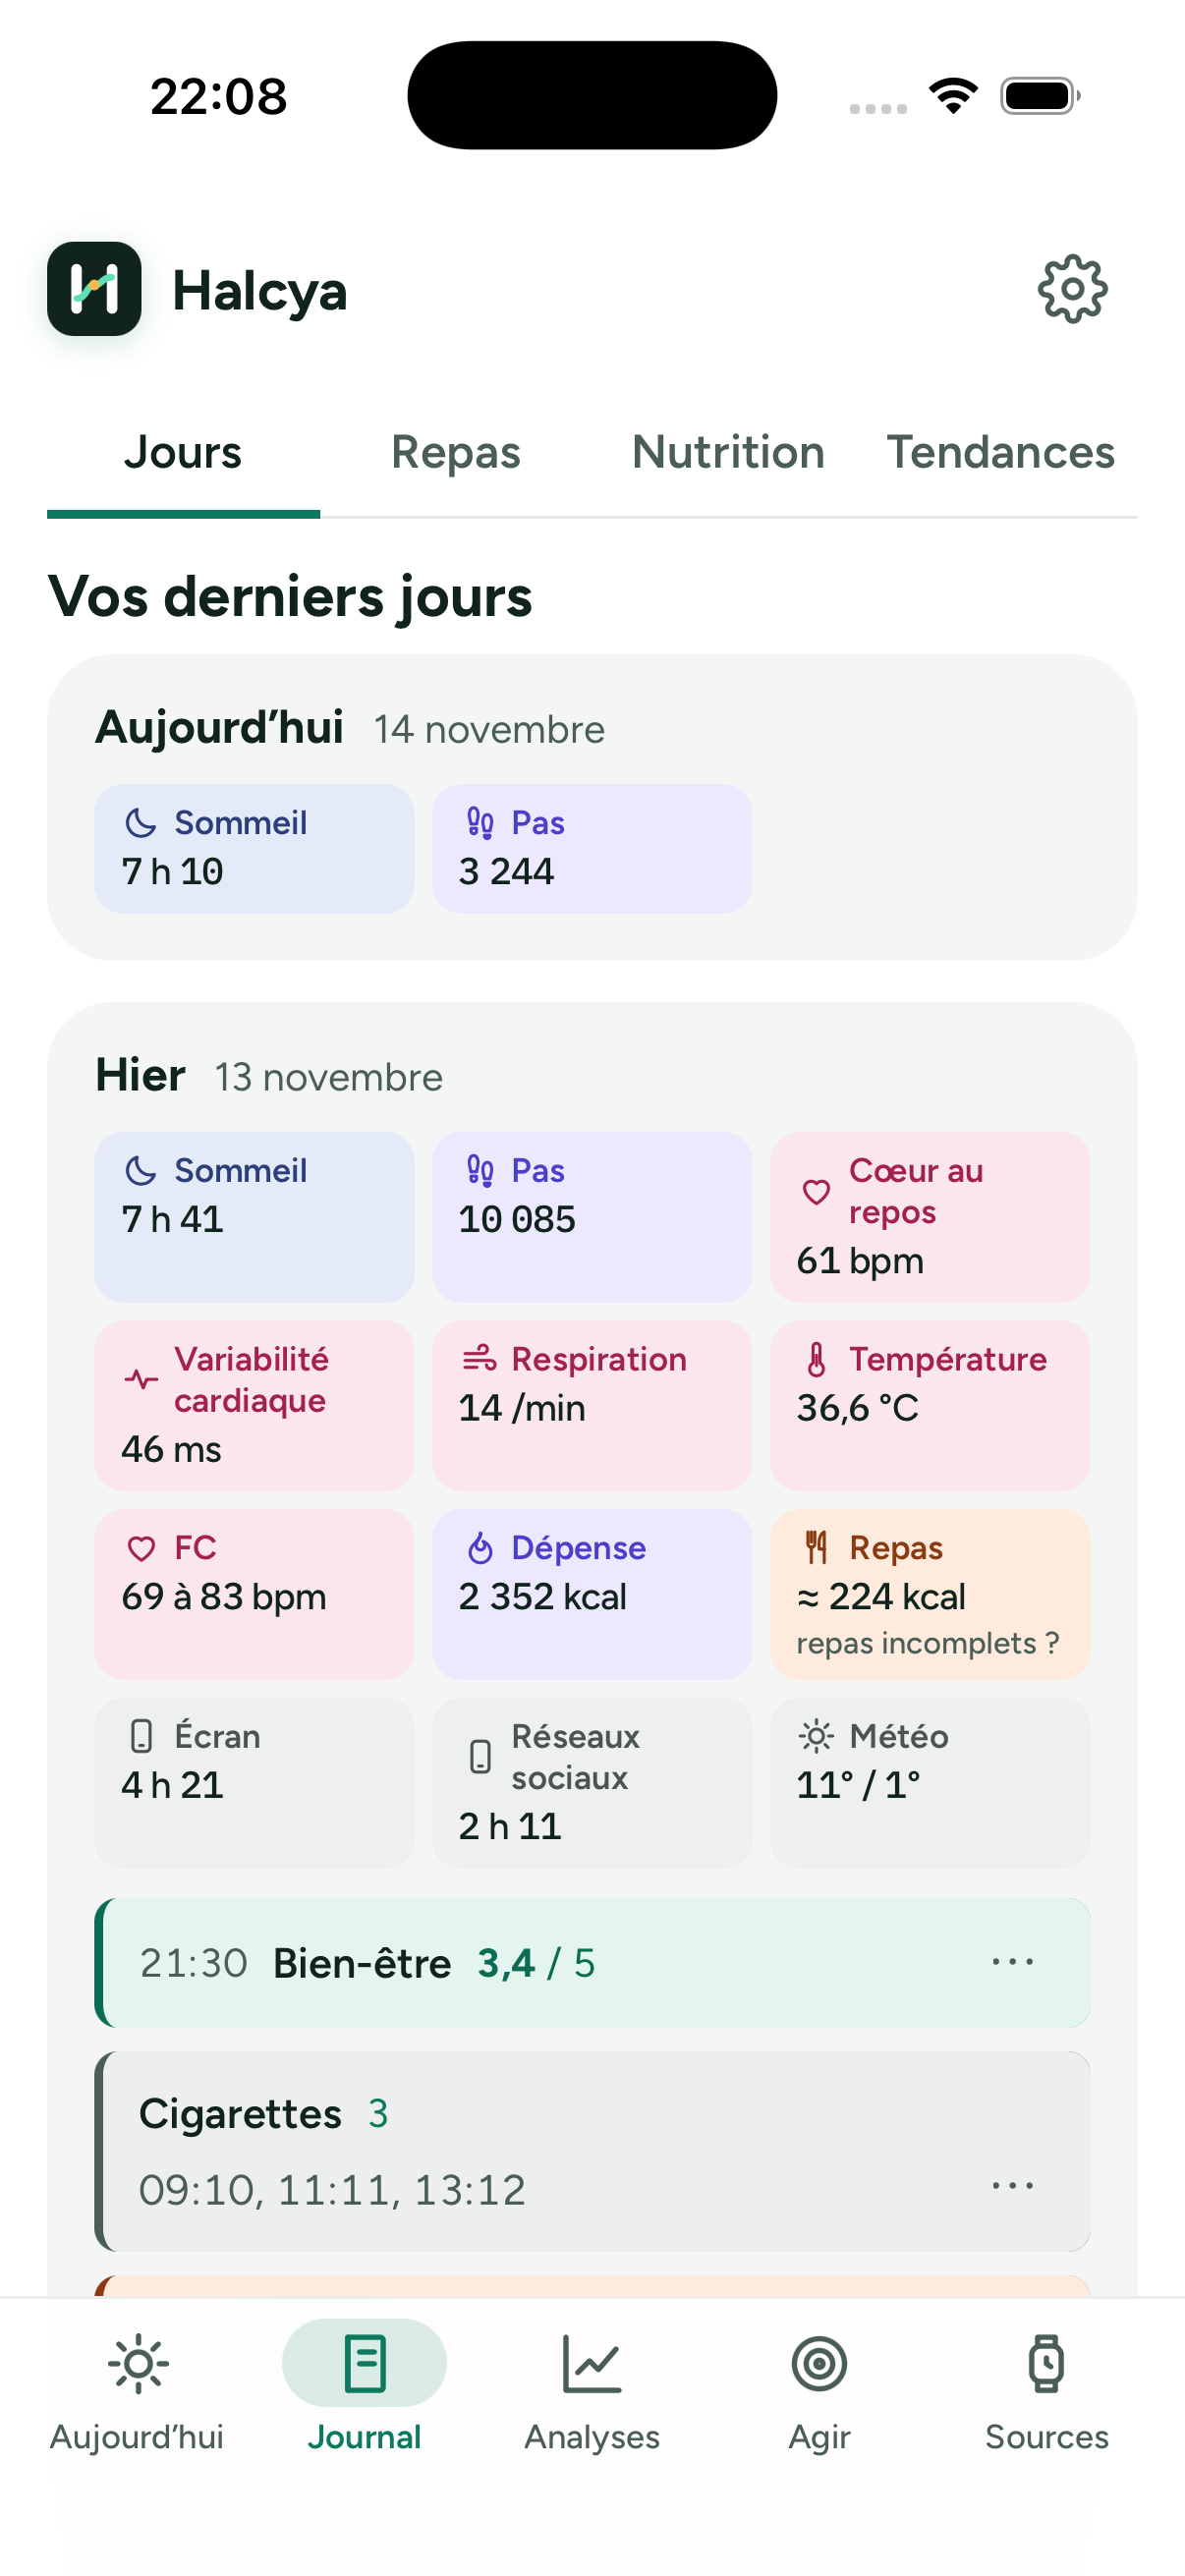 22:08
Halcya
Jours Repas Nutrition Tendances
Vos derniers jours
Aujourd’hui 14 novembre
Sommeil
7 h 10
Pas
3 244
Hier 13 novembre
Sommeil
7 h 41
Pas
10 085
Cœur au
repos
61 bpm
Variabilité
cardiaque
46 ms
Respiration
14 /min
Température
36,6 °C
FC
69 à 83 bpm
Dépense
2 352 kcal
Repas
≈ 224 kcal
repas incomplets ?
Écran
4 h 21
Réseaux
sociaux
2 h 11
Météo
11° / 1°
21:30 Bien-être 3,4 / 5
Cigarettes 3
09:10, 11:11, 13:12
Aujourd’hui Journal Analyses Agir Sources